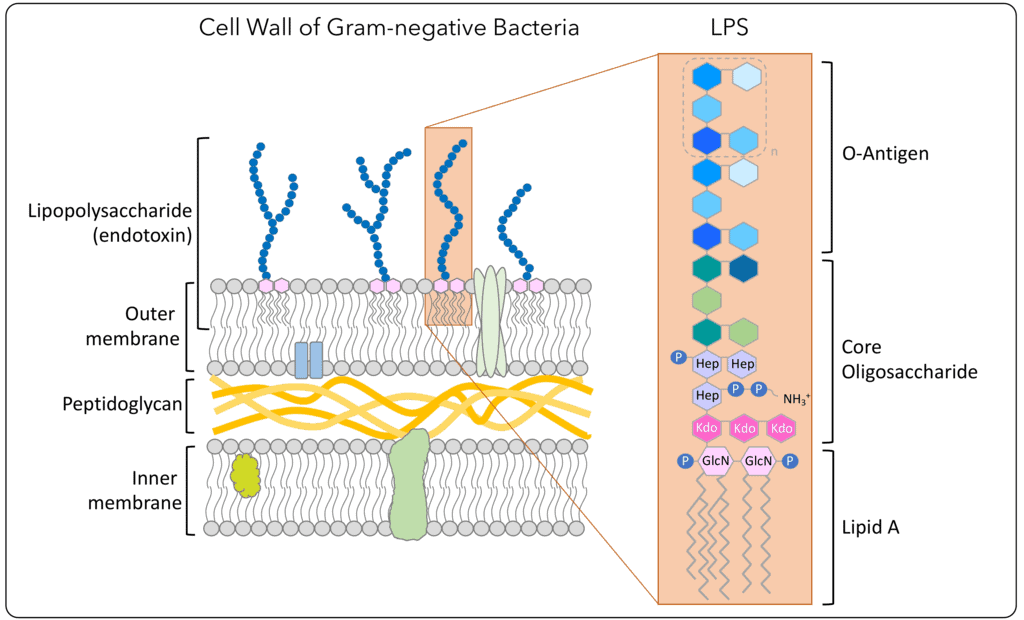 Cell Wall of Gram-negative Bacteria
LPS
Lipopolysaccharide
(endotoxin)
Outer
membrane
Peptidoglycan
Inner
membrane
n
O-Antigen
P
Hep
Hep
Hep
P
P
NH₃⁺
Kdo
Kdo
Kdo
Core
Oligosaccharide
P
GlcN
GlcN
P
Lipid A